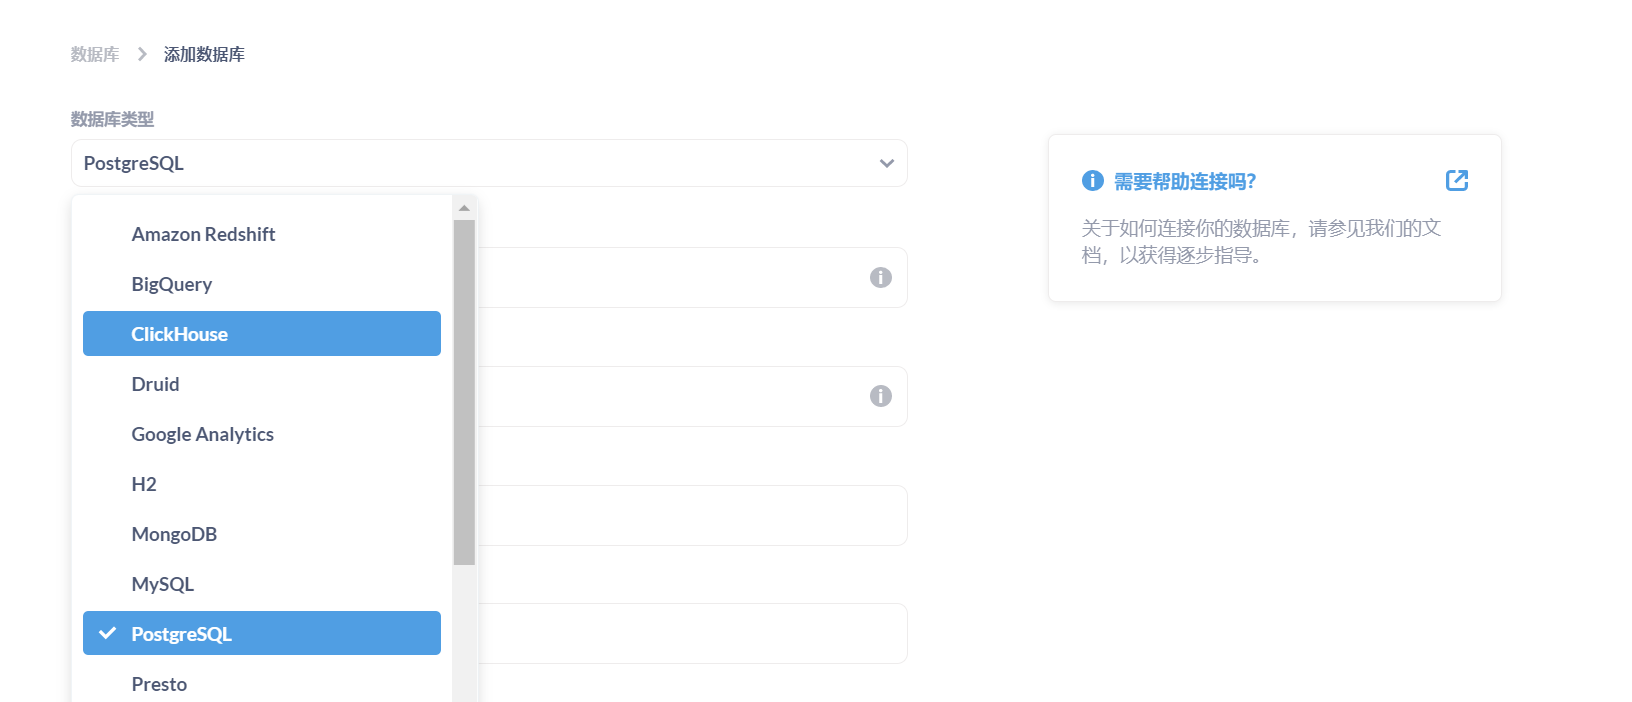 数据库 添加数据库
数据库类型
PostgreSQL
Amazon Redshift
BigQuery
ClickHouse
Druid
Google Analytics
H2
MongoDB
MySQL
PostgreSQL
Presto
需要帮助连接吗?
关于如何连接你的数据库，请参见我们的文
档，以获得逐步指导。